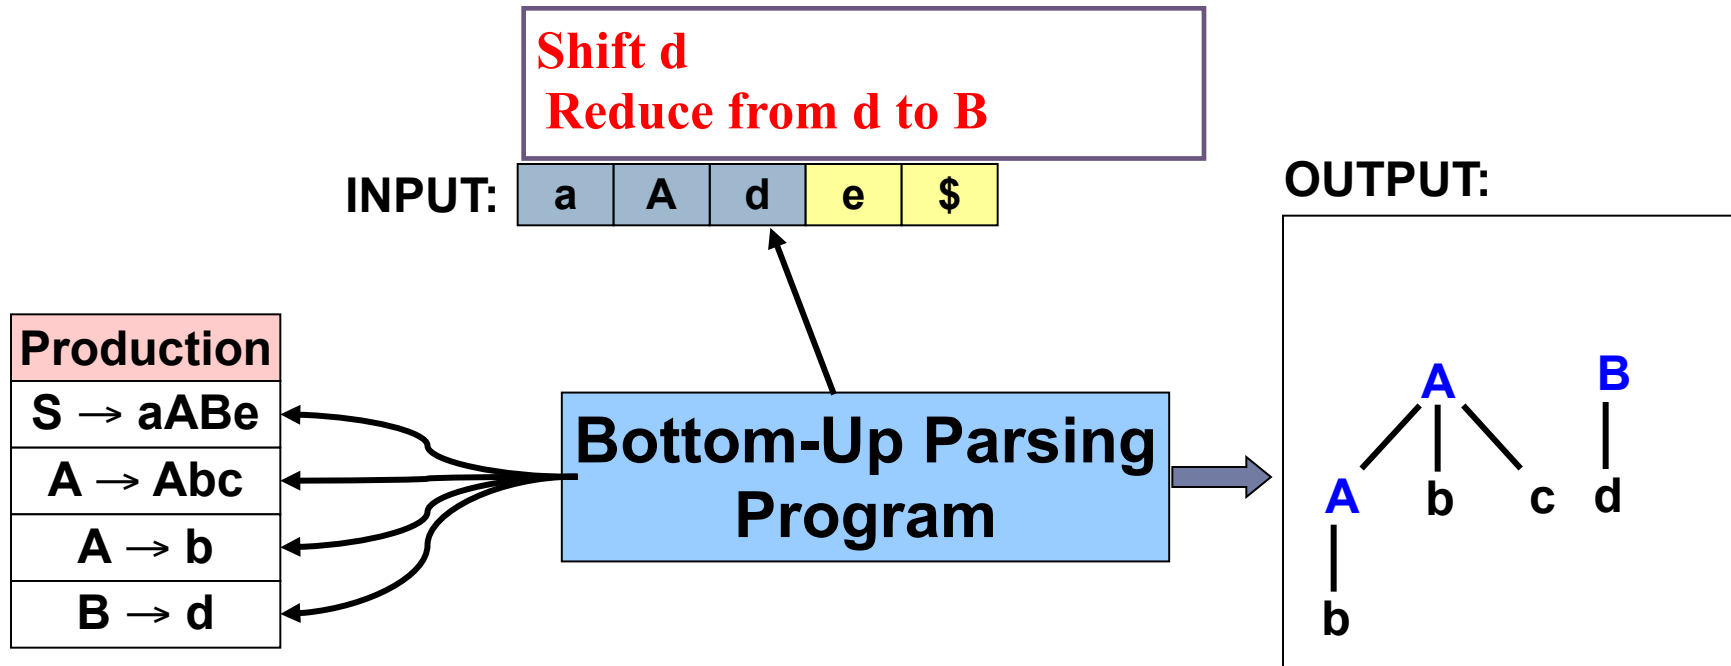 Shift d
Reduce from d to B
INPUT: a A d e $
OUTPUT:
Production
S → aABe
A → Abc
A → b
B → d
Bottom-Up Parsing
Program
A B
A b c d
b